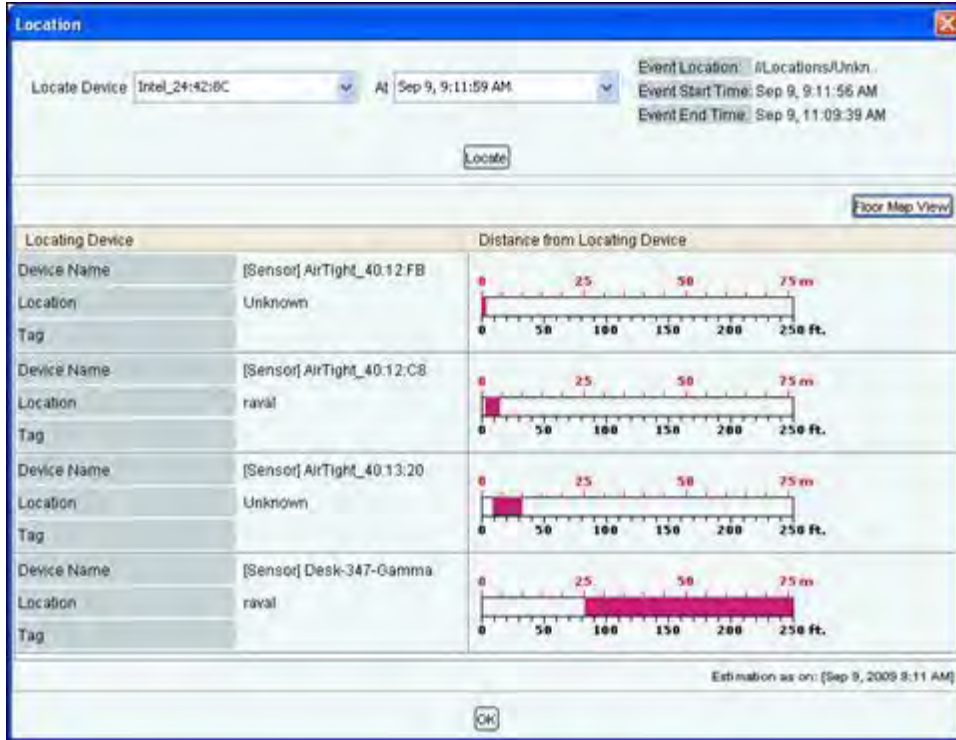 Location
Locate Device Intel_24:42:8C At Sep 9, 9:11:59 AM
Event Location: //Locations/Unkn..
Event Start Time: Sep 9, 9:11:56 AM
Event End Time: Sep 9, 11:09:39 AM
Locate
Floor Map View
Locating Device Distance from Locating Device
Device Name [Sensor] AirTight_40:12:FB
Location Unknown
Tag
0 25 50 75 m
0 50 100 150 200 250 ft.
Device Name [Sensor] AirTight_40:12:C8
Location raval
Tag
0 25 50 75 m
0 50 100 150 200 250 ft.
Device Name [Sensor] AirTight_40:13:20
Location Unknown
Tag
0 25 50 75 m
0 50 100 150 200 250 ft.
Device Name [Sensor] Desk-347-Gamma
Location raval
Tag
0 25 50 75 m
0 50 100 150 200 250 ft.
Estimation as on: [Sep 9, 2009 9:11 AM]
OK